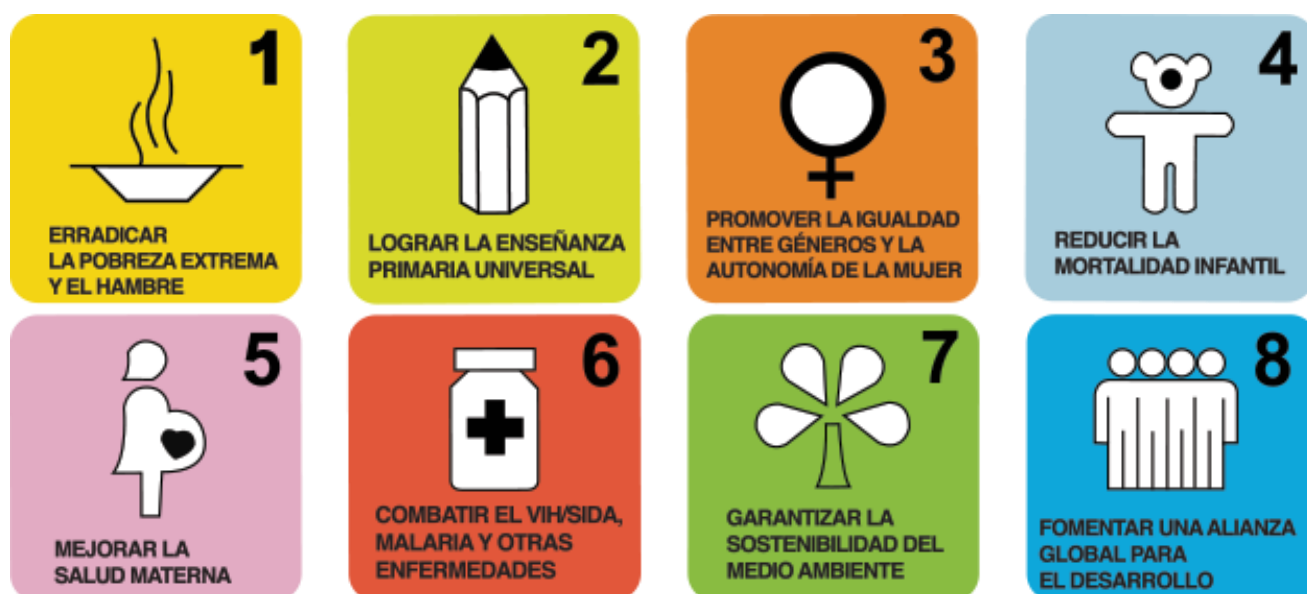 1
ERRADICAR
LA POBREZA EXTREMA
Y EL HAMBRE
2
LOGRAR LA ENSEÑANZA
PRIMARIA UNIVERSAL
3
PROMOVER LA IGUALDAD
ENTRE GÉNEROS Y LA
AUTONOMÍA DE LA MUJER
4
REDUCIR LA
MORTALIDAD INFANTIL
5
MEJORAR LA
SALUD MATERNA
6
COMBATIR EL VIH/SIDA,
MALARIA Y OTRAS
ENFERMEDADES
7
GARANTIZAR LA
SOSTENIBILIDAD DEL
MEDIO AMBIENTE
8
FOMENTAR UNA ALIANZA
GLOBAL PARA
EL DESARROLLO